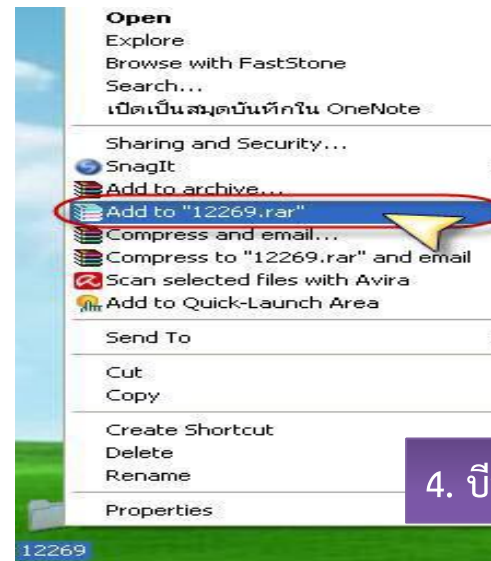 Open
Explore
Browse with FastStone
Search...
เปิดเป็นสมุดบันทึกใน OneNote
Sharing and Security...
SnagIt
Add to archive...
Add to "12269.rar"
Compress and email...
Compress to "12269.rar" and email
Scan selected files with Avira
Add to Quick-Launch Area
Send To
Cut
Copy
Create Shortcut
Delete
Rename
Properties
4. บี
12269